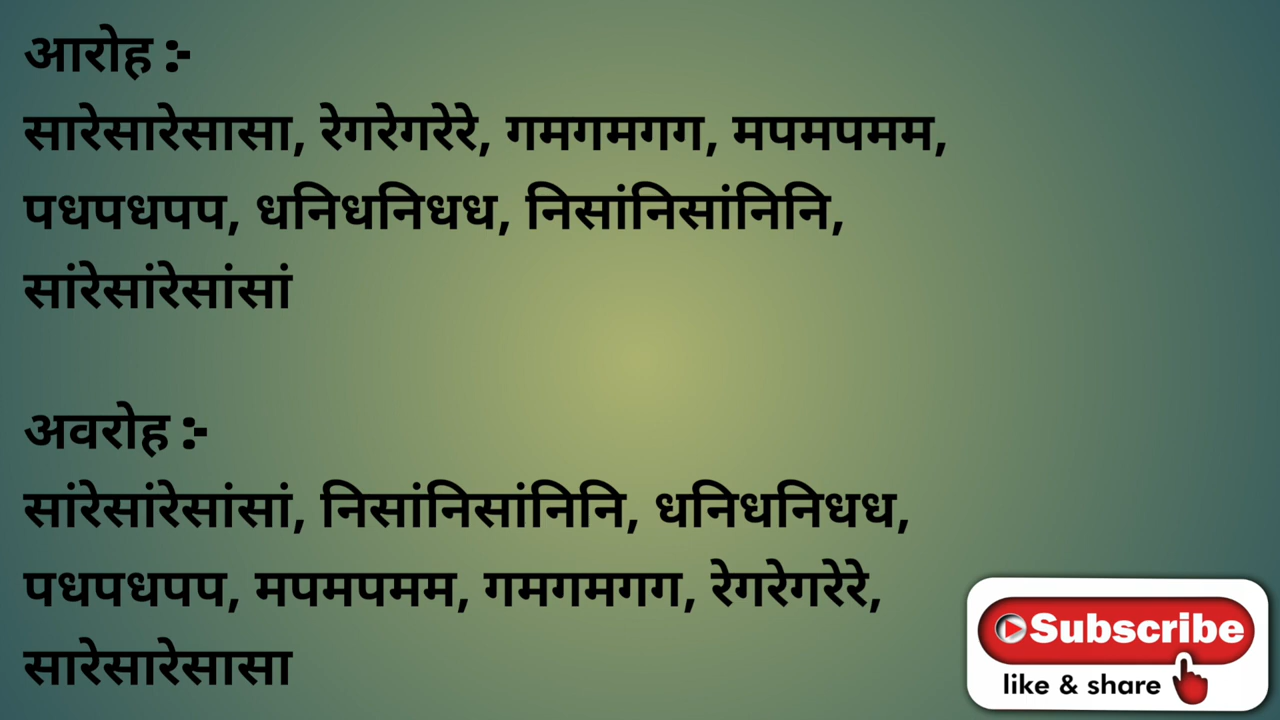 आरोह :-
सारेसारेसासा, रेगरेगरेरे, गमगमगग, मपमपमम,
पधपधपप, धनिधनिधध, निसांनिसांनिनि,
सांरेसांरेसांसां
अवरोह :-
सांरेसांरेसांसां, निसांनिसांनिनि, धनिधनिधध,
पधपधपप, मपमपमम, गमगमगग, रेगरेगरेरे,
सारेसारेसासा
Subscribe
like & share